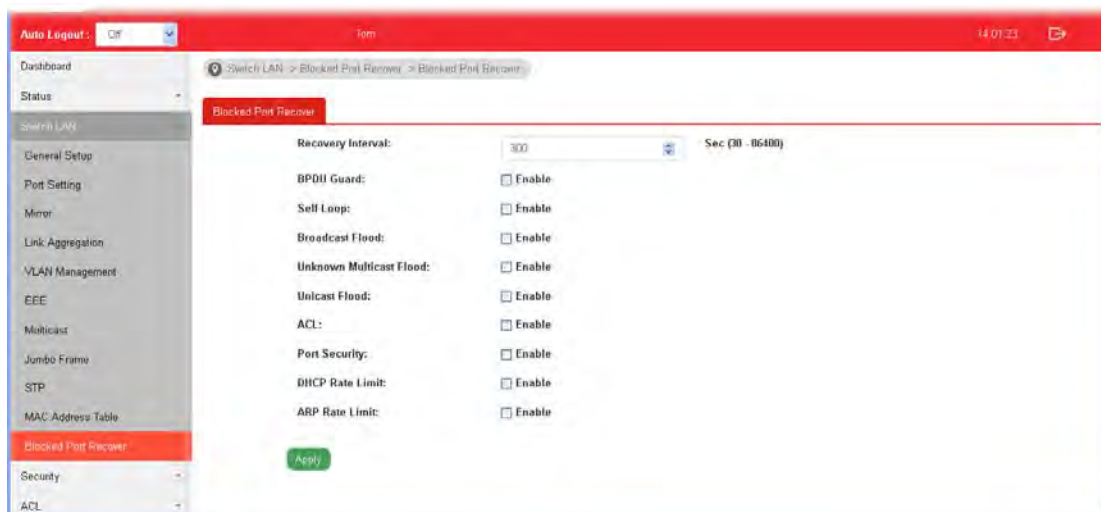 Auto Logout : Off Tom 14:01:23
Dashboard
Switch LAN > Blocked Port Recover > Blocked Port Recover
Status
Blocked Port Recover
Switch LAN
General Setup
Port Setting
Mirror
Link Aggregation
VLAN Management
EEE
Multicast
Jumbo Frame
STP
MAC Address Table
Blocked Port Recover
Security
ACL
Recovery Interval: 300 Sec (30 - 86400)
BPDU Guard: Enable
Self Loop: Enable
Broadcast Flood: Enable
Unknown Multicast Flood: Enable
Unicast Flood: Enable
ACL: Enable
Port Security: Enable
DHCP Rate Limit: Enable
ARP Rate Limit: Enable
Apply